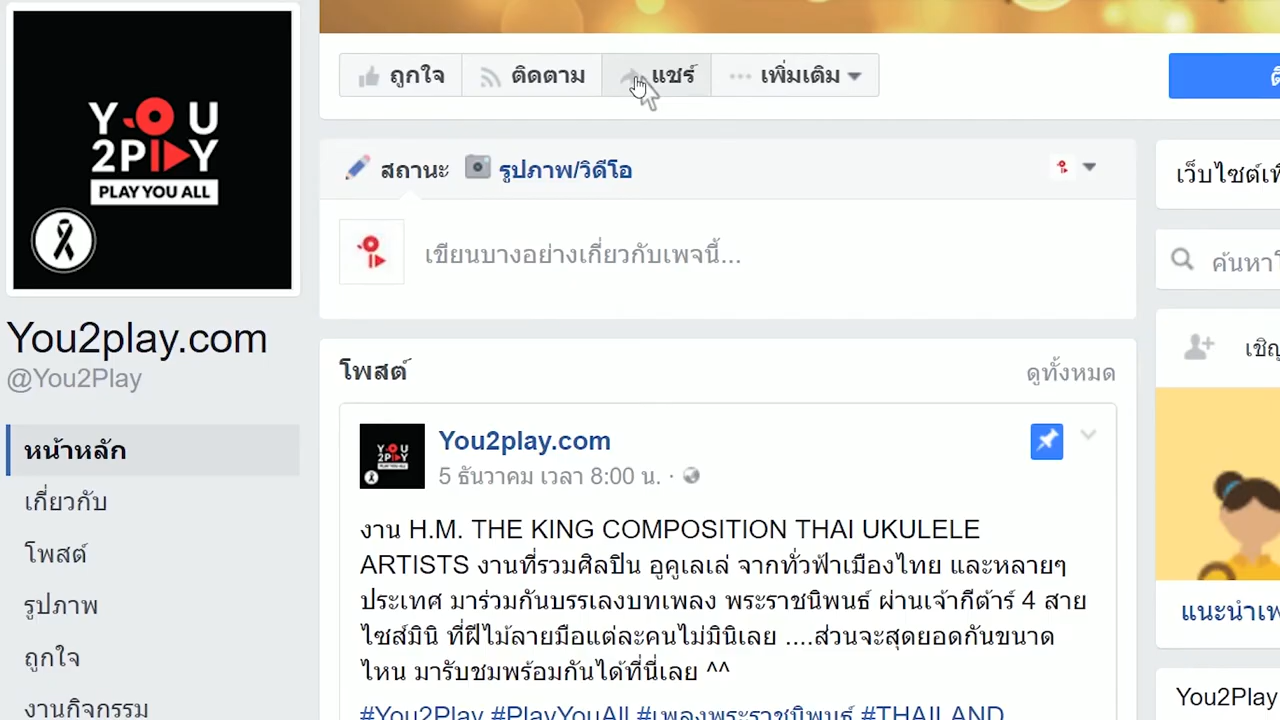 YOU
2PLAY
PLAY YOU ALL
You2play.com
@You2Play
หน้าหลัก
เกี่ยวกับ
โพสต์
รูปภาพ
ถูกใจ
งานกิจกรรม
ถูกใจ
ติดตาม
แชร์
เพิ่มเติม
สถานะ
รูปภาพ/วิดีโอ
เขียนบางอย่างเกี่ยวกับเพจนี้...
โพสต์
ดูทั้งหมด
YOU
2PLAY
You2play.com
5 ธันวาคม เวลา 8:00 น. ·
งาน H.M. THE KING COMPOSITION THAI UKULELE
ARTISTS งานที่รวมศิลปิน อูคูเลเล่ จากทั่วฟ้าเมืองไทย และหลายๆ
ประเทศ มาร่วมกันบรรเลงบทเพลง พระราชนิพนธ์ ผ่านเจ้ากีต้าร์ 4 สาย
ไซส์มินิ ที่ฝีไม้ลายมือแต่ละคนไม่มินิเลย ....ส่วนจะสุดยอดกันขนาด
ไหน มารับชมพร้อมกันได้ที่นี่เลย ^^
#You2Play #PlayYouAll #เพลงพระราชนิพนธ์ #THAILAND
You2Play